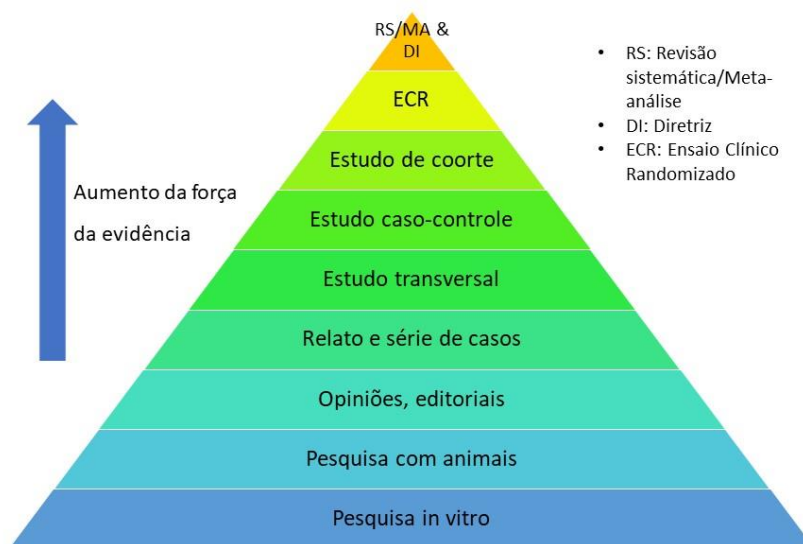 RS/MA &
DI
ECR
Estudo de coorte
Estudo caso-controle
Estudo transversal
Relato e série de casos
Opiniões, editoriais
Pesquisa com animais
Pesquisa in vitro
Aumento da força
da evidência
• RS: Revisão
sistemática/Meta-
análise
• DI: Diretriz
• ECR: Ensaio Clínico
Randomizado